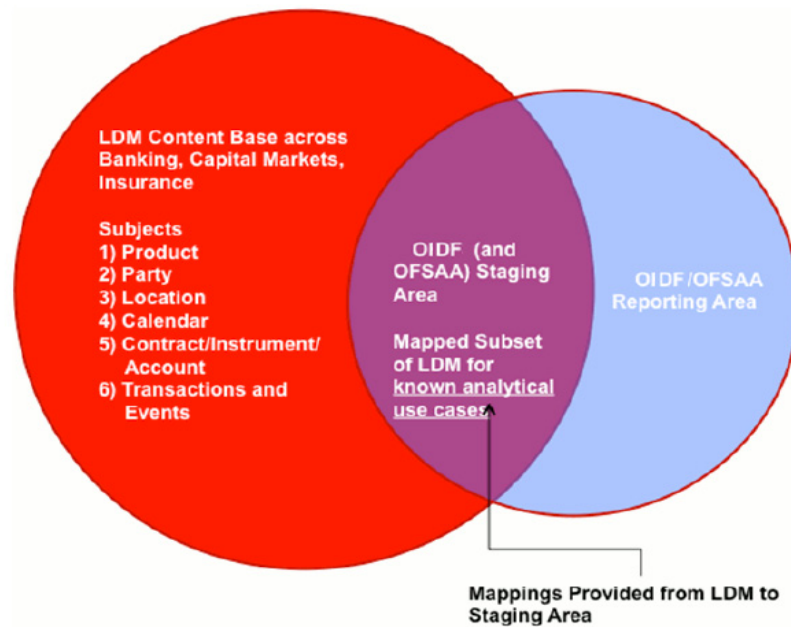 LDM Content Base across
Banking, Capital Markets,
Insurance
Subjects
1) Product
2) Party
3) Location
4) Calendar
5) Contract/Instrument/
Account
6) Transactions and
Events
OIDF (and
OFSAA) Staging
Area
Mapped Subset
of LDM for
known analytical
use cases
OIDF/OFSAA
Reporting Area
Mappings Provided from LDM to
Staging Area